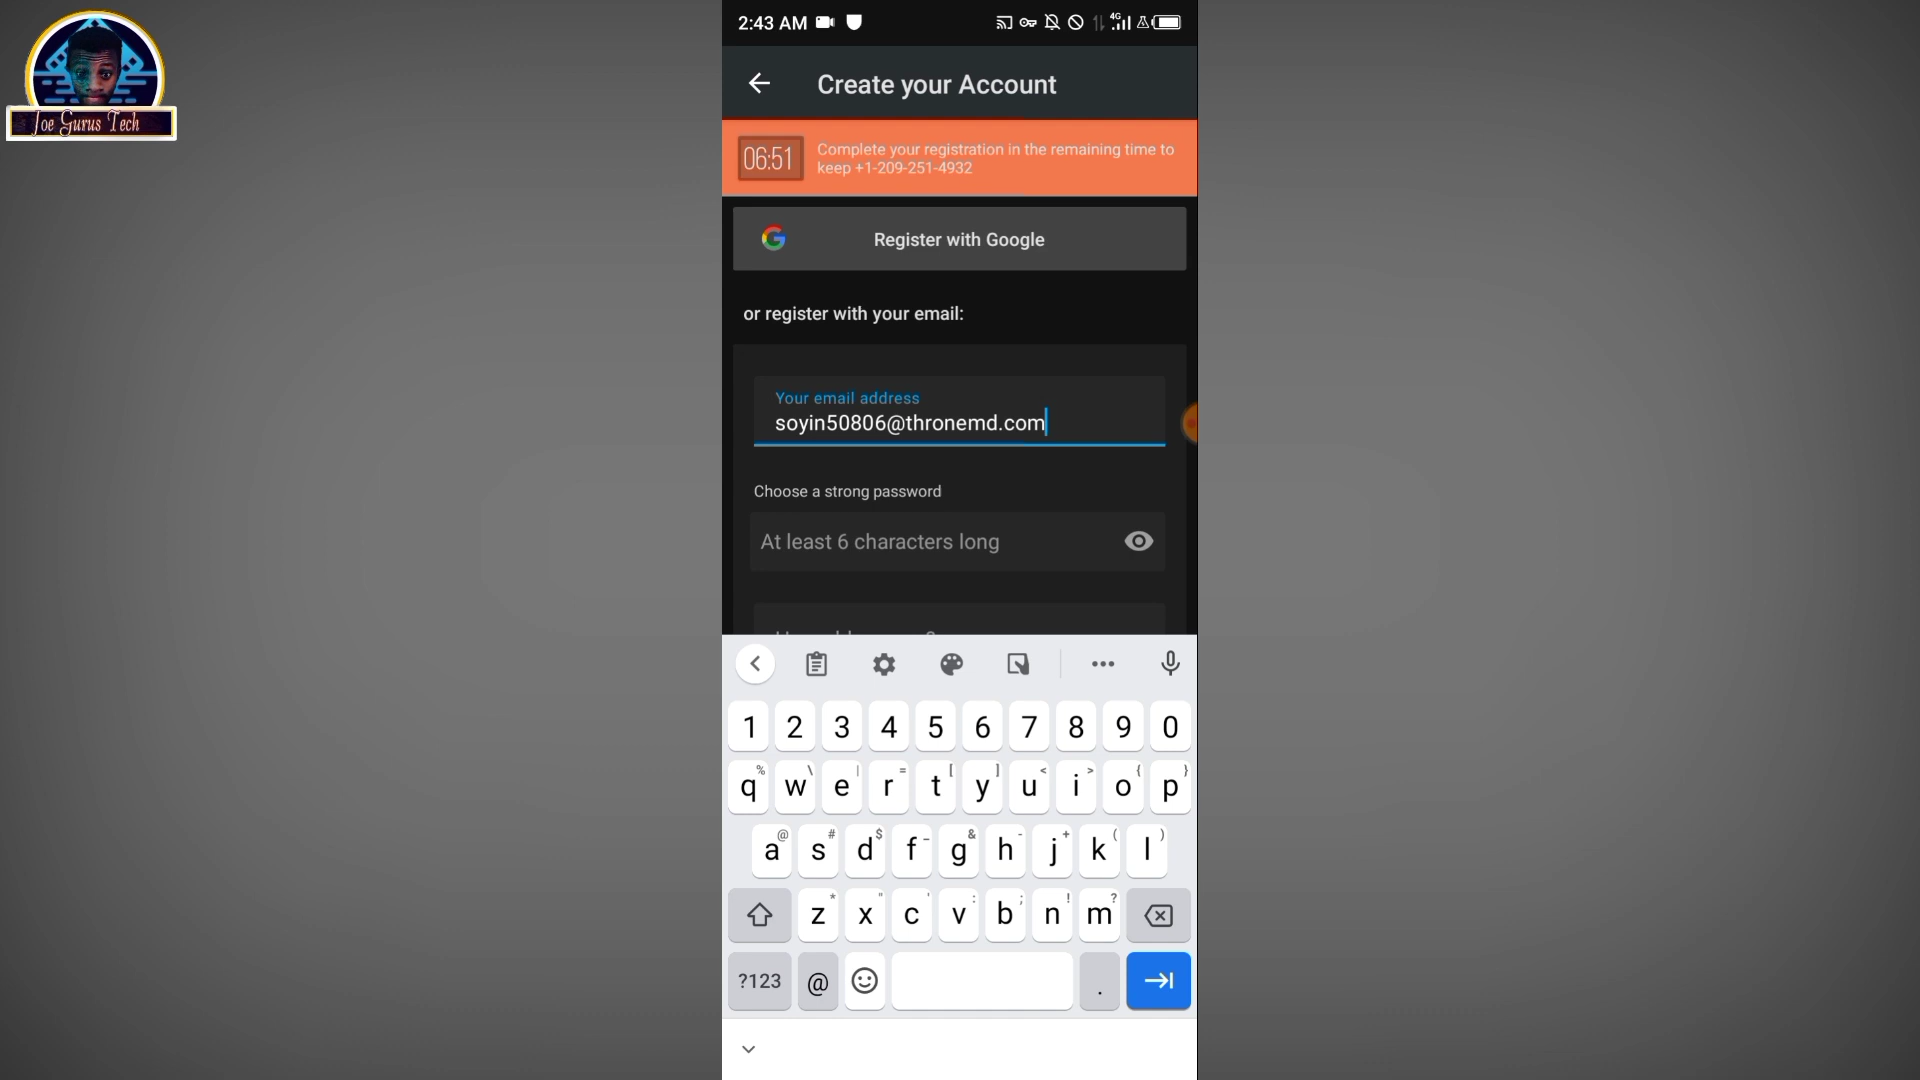 Joe Gurus Tech
2:43 AM
4G
Create your Account
06:51
Complete your registration in the remaining time to
keep +1-209-251-4932
Register with Google
or register with your email:
Your email address
soyin50806@thronemd.com
Choose a strong password
At least 6 characters long
1 2 3 4 5 6 7 8 9 0
% \ | = [ ] < > { }
q w e r t y u i o p
@ # $ _ & - + ( )
a s d f g h j k l
* " ' : ; ! ?
z x c v b n m
?123 @ .